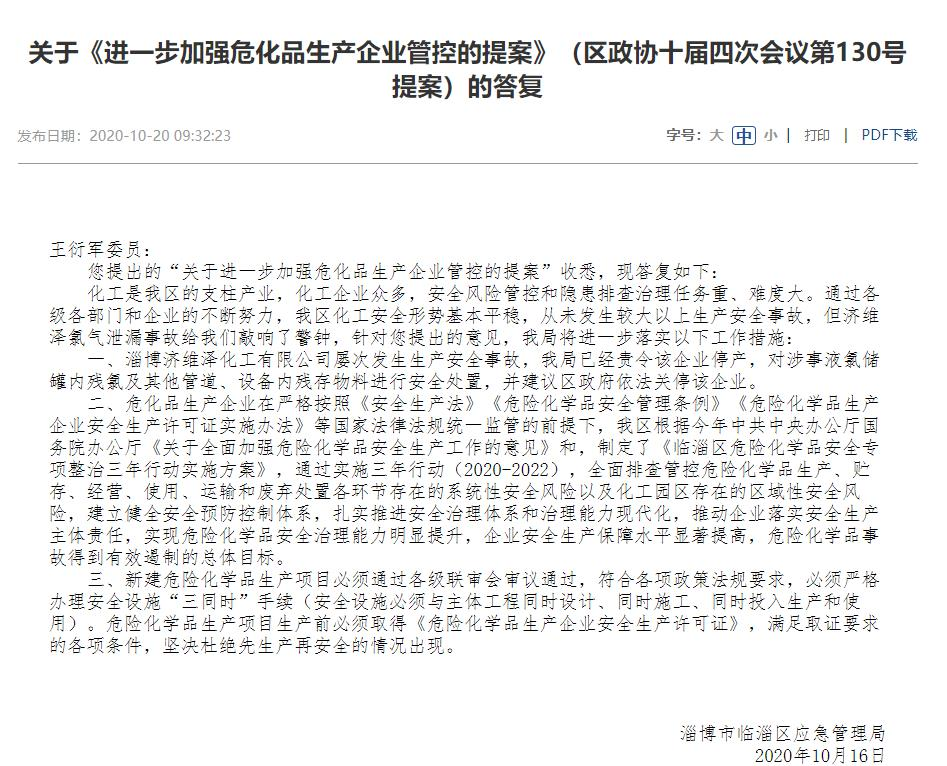 关于《进一步加强危化品生产企业管控的提案》（区政协十届四次会议第130号
提案）的答复
发布日期：2020-10-20 09:32:23
字号：大 中 小 | 打印 | PDF下载
王衍军委员：
您提出的“关于进一步加强危化品生产企业管控的提案”收悉，现答复如下：
化工是我区的支柱产业，化工企业众多，安全风险管控和隐患排查治理任务重、难度大。通过各
级各部门和企业的不断努力，我区化工安全形势基本平稳，从未发生较大以上生产安全事故，但济维
泽氯气泄漏事故给我们敲响了警钟，针对您提出的意见，我局将进一步落实以下工作措施：
一、淄博济维泽化工有限公司屡次发生生产安全事故，我局已经责令该企业停产，对涉事液氯储
罐内残氯及其他管道、设备内残存物料进行安全处置，并建议区政府依法关停该企业。
二、危化品生产企业在严格按照《安全生产法》《危险化学品安全管理条例》《危险化学品生产
企业安全生产许可证实施办法》等国家法律法规统一监管的前提下，我区根据今年中共中央办公厅国
务院办公厅《关于全面加强危险化学品安全生产工作的意见》和，制定了《临淄区危险化学品安全专
项整治三年行动实施方案》，通过实施三年行动（2020-2022），全面排查管控危险化学品生产、贮
存、经营、使用、运输和废弃处置各环节存在的系统性安全风险以及化工园区存在的区域性安全风
险，建立健全安全预防控制体系，扎实推进安全治理体系和治理能力现代化，推动企业落实安全生产
主体责任，实现危险化学品安全治理能力明显提升，企业安全生产保障水平显著提高，危险化学品事
故得到有效遏制的总体目标。
三、新建危险化学品生产项目必须通过各级联审会审议通过，符合各项政策法规要求，必须严格
办理安全设施“三同时”手续（安全设施必须与主体工程同时设计、同时施工、同时投入生产和使
用）。危险化学品生产项目生产前必须取得《危险化学品生产企业安全生产许可证》，满足取证要求
的各项条件，坚决杜绝先生产再安全的情况出现。
淄博市临淄区应急管理局
2020年10月16日